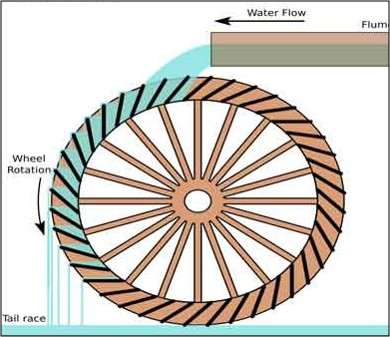 Water Flow
Flum
Wheel
Rotation
Tail race